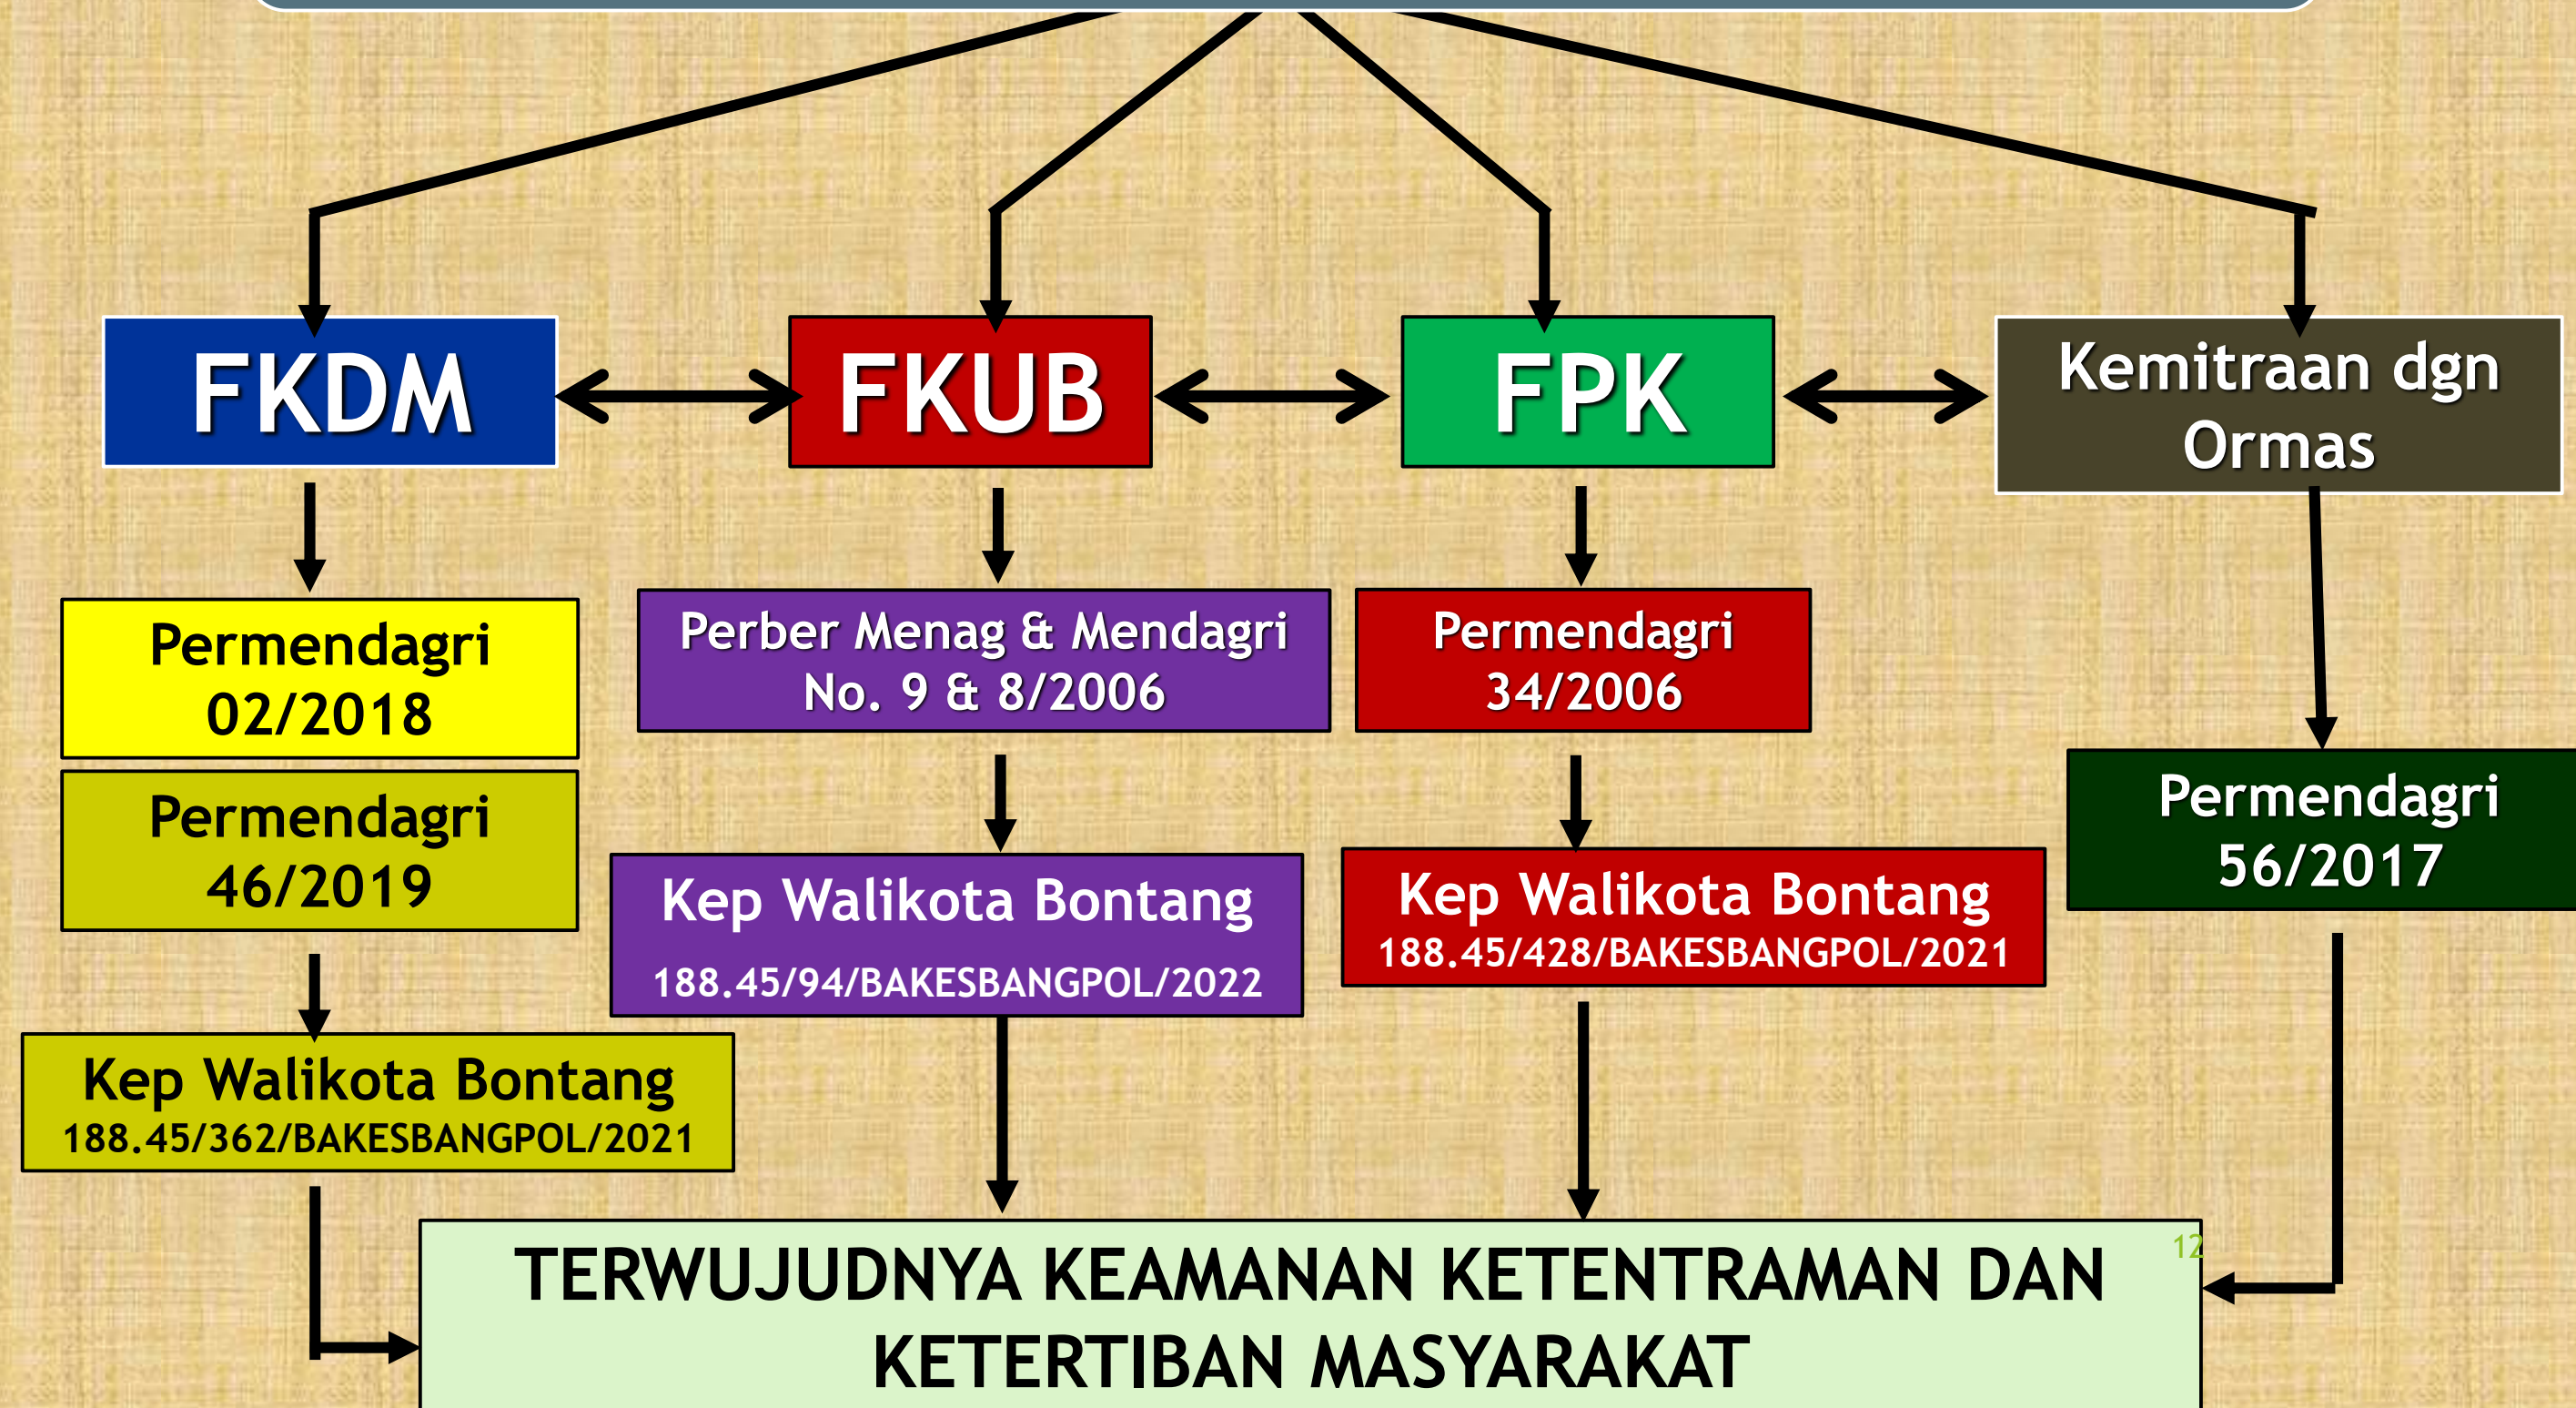 FKDM
FKUB
FPK
Kemitraan dgn
Ormas
Permendagri
02/2018
Permendagri
46/2019
Perber Menag & Mendagri
No. 9 & 8/2006
Permendagri
34/2006
Permendagri
56/2017
Kep Walikota Bontang
188.45/94/BAKESBANGPOL/2022
Kep Walikota Bontang
188.45/428/BAKESBANGPOL/2021
Kep Walikota Bontang
188.45/362/BAKESBANGPOL/2021
12
TERWUJUDNYA KEAMANAN KETENTRAMAN DAN
KETERTIBAN MASYARAKAT